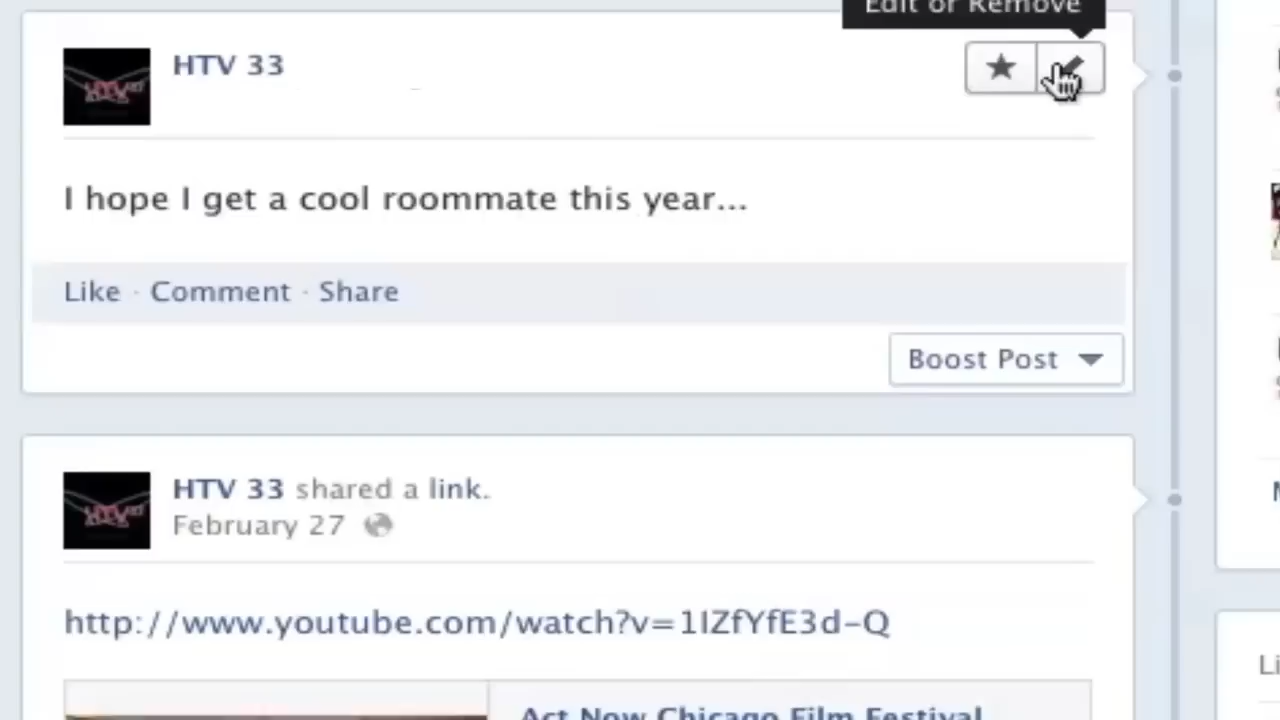 Edit or Remove
HTV 33
I hope I get a cool roommate this year...
Like · Comment · Share
Boost Post
HTV 33 shared a link.
February 27
http://www.youtube.com/watch?v=1IZfYfE3d-Q
Act Now Chicago Film Festival
Li